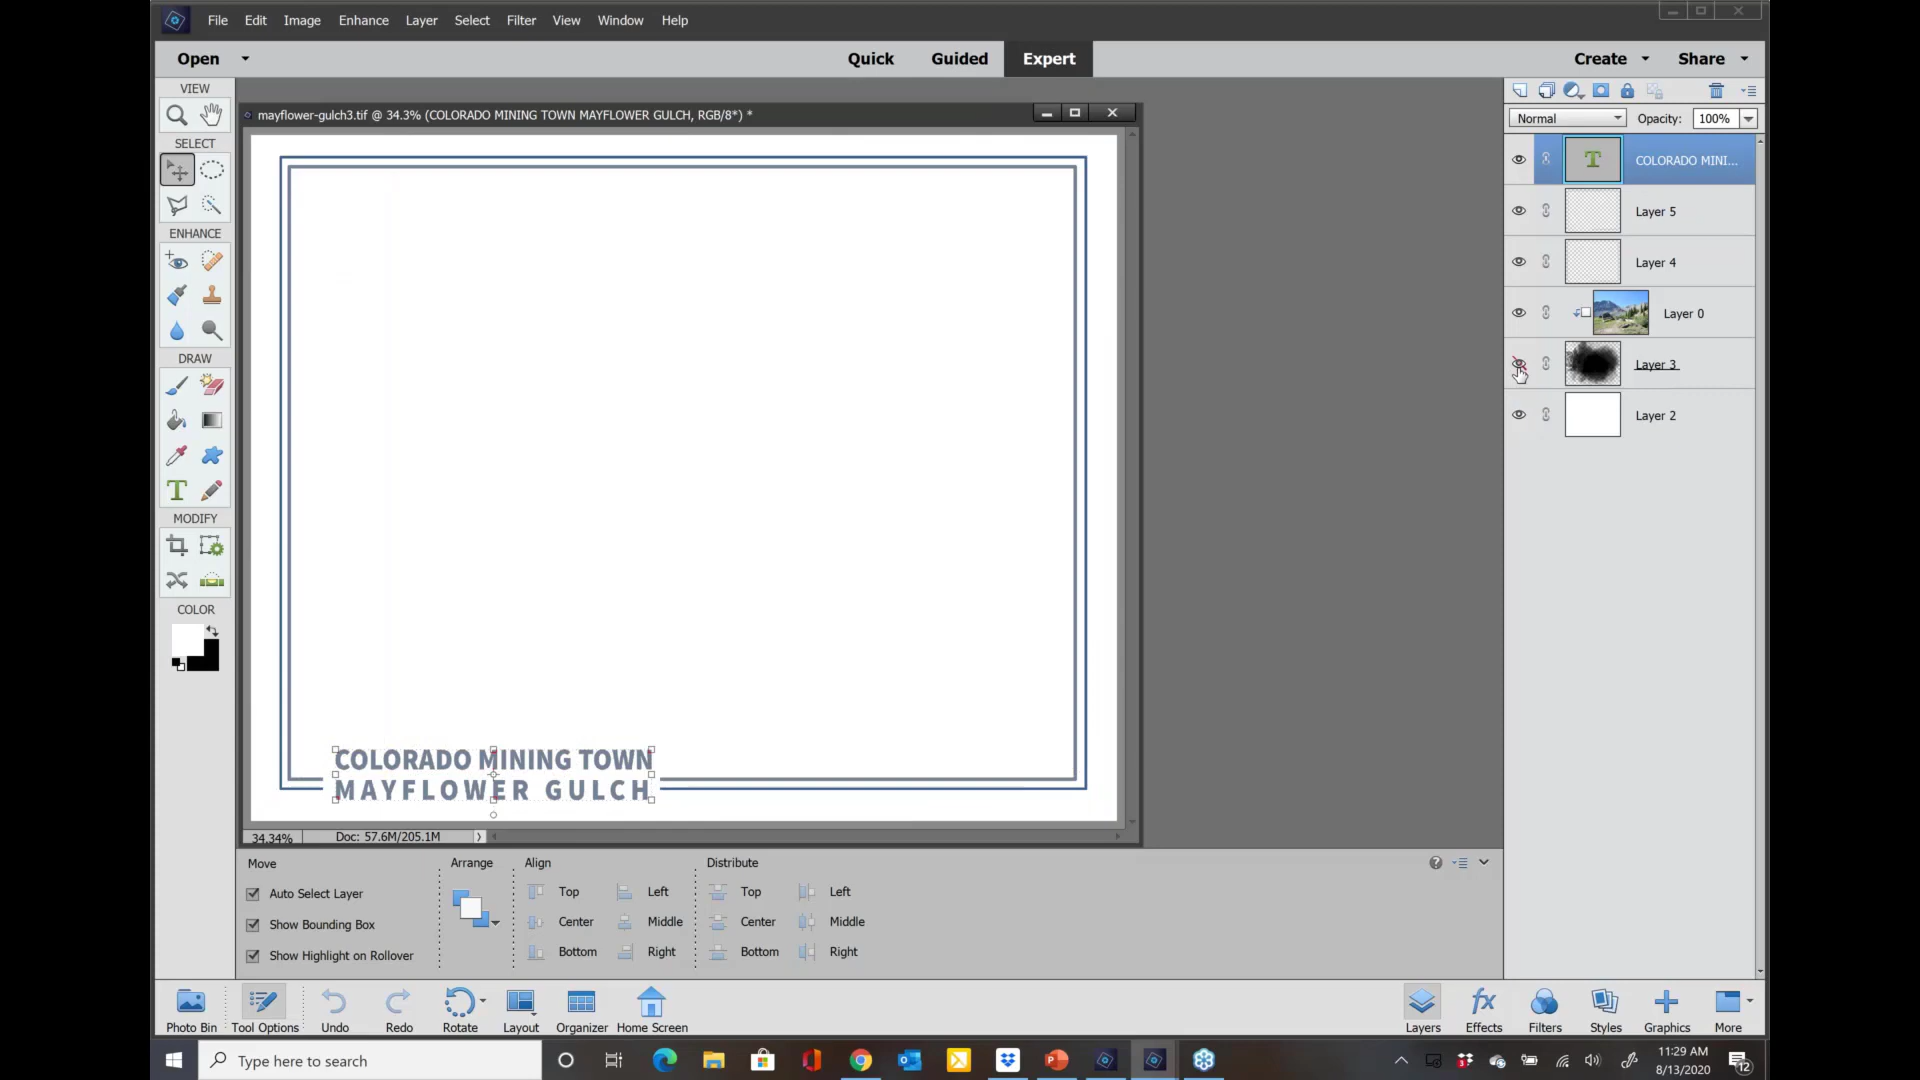 File Edit Image Enhance Layer Select Filter View Window Help
Open Quick Guided Expert Create Share
VIEW
SELECT
ENHANCE
DRAW
MODIFY
COLOR
mayflower-gulch3.tif @ 34.3% (COLORADO MINING TOWN MAYFLOWER GULCH, RGB/8*) *
COLORADO MINING TOWN
MAYFLOWER GULCH
34.34% Doc: 57.6M/205.1M
Normal Opacity: 100%
COLORADO MINI...
Layer 5
Layer 4
Layer 0
Layer 3
Layer 2
Move Arrange Align Distribute
Auto Select Layer Top Left Top Left
Show Bounding Box Center Middle Center Middle
Show Highlight on Rollover Bottom Right Bottom Right
Photo Bin Tool Options Undo Redo Rotate Layout Organizer Home Screen Layers Effects Filters Styles Graphics More
Type here to search
11:29 AM
8/13/2020
12